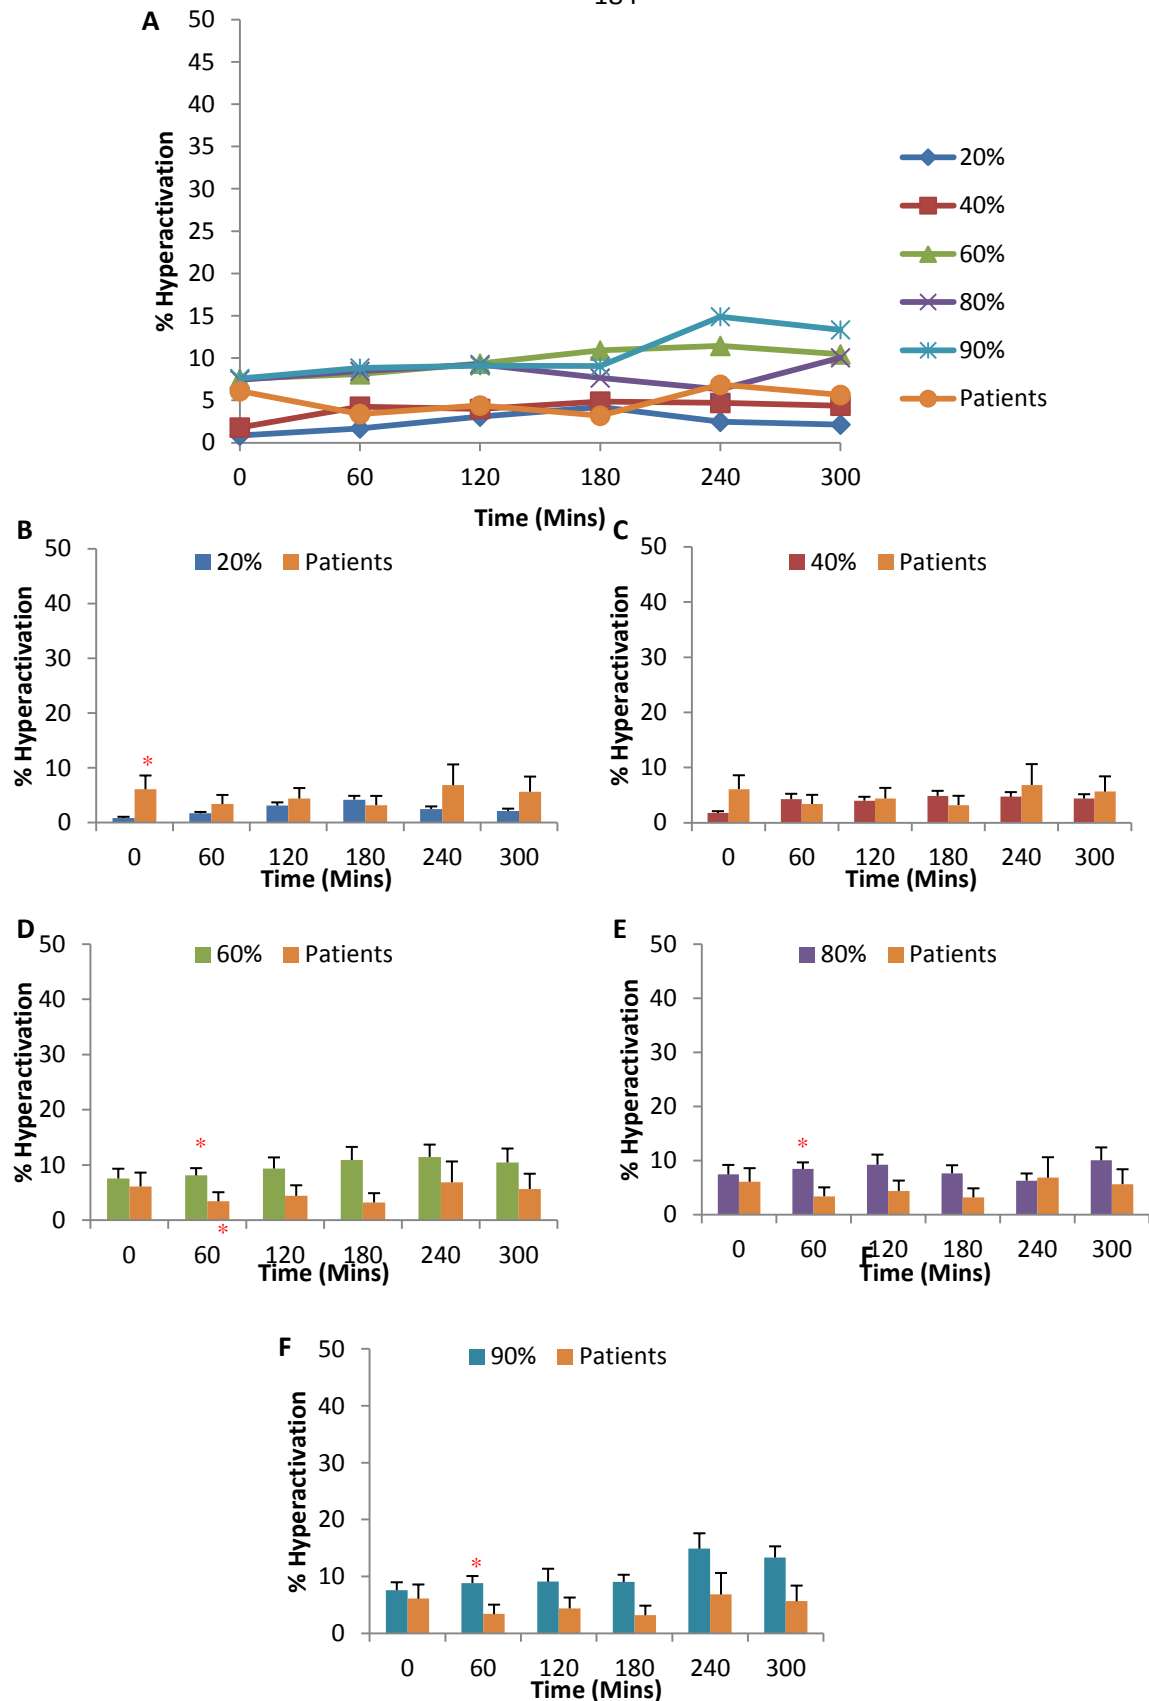 A
50
45
40
35
30
25
20
15
10
5
0
% Hyperactivation
0 60 120 180 240 300
Time (Mins)
20%
40%
60%
80%
90%
Patients
B
20% Patients
50
40
30
20
10
0
% Hyperactivation
*
0 60 120 180 240 300
Time (Mins)
C
40% Patients
50
40
30
20
10
0
% Hyperactivation
0 60 120 180 240 300
Time (Mins)
D
60% Patients
50
40
30
20
10
0
% Hyperactivation
*
*
0 60 120 180 240 300
Time (Mins)
E
80% Patients
50
40
30
20
10
0
% Hyperactivation
*
0 60 120 180 240 300
F
Time (Mins)
F
90% Patients
50
40
30
20
10
0
% Hyperactivation
*
0 60 120 180 240 300
Time (Mins)